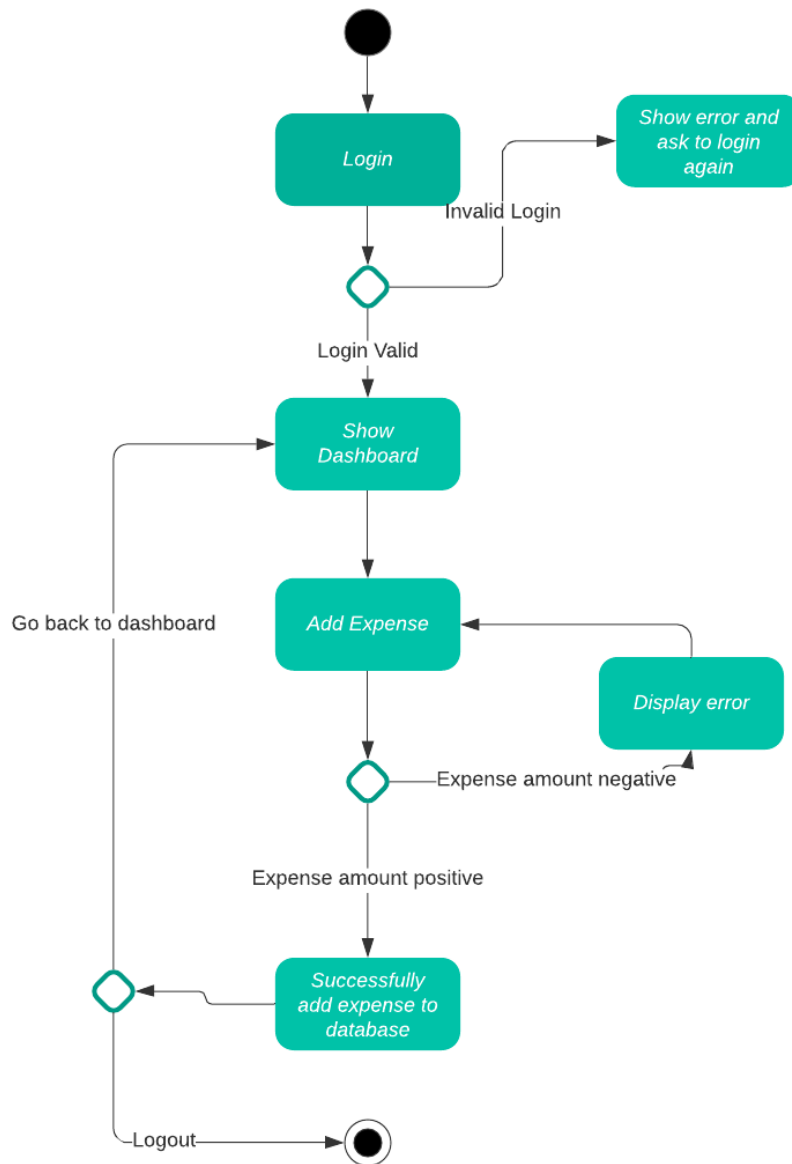 Login
Show error and
ask to login
again
Invalid Login
Login Valid
Show
Dashboard
Go back to dashboard
Add Expense
Display error
Expense amount negative
Expense amount positive
Successfully
add expense to
database
Logout